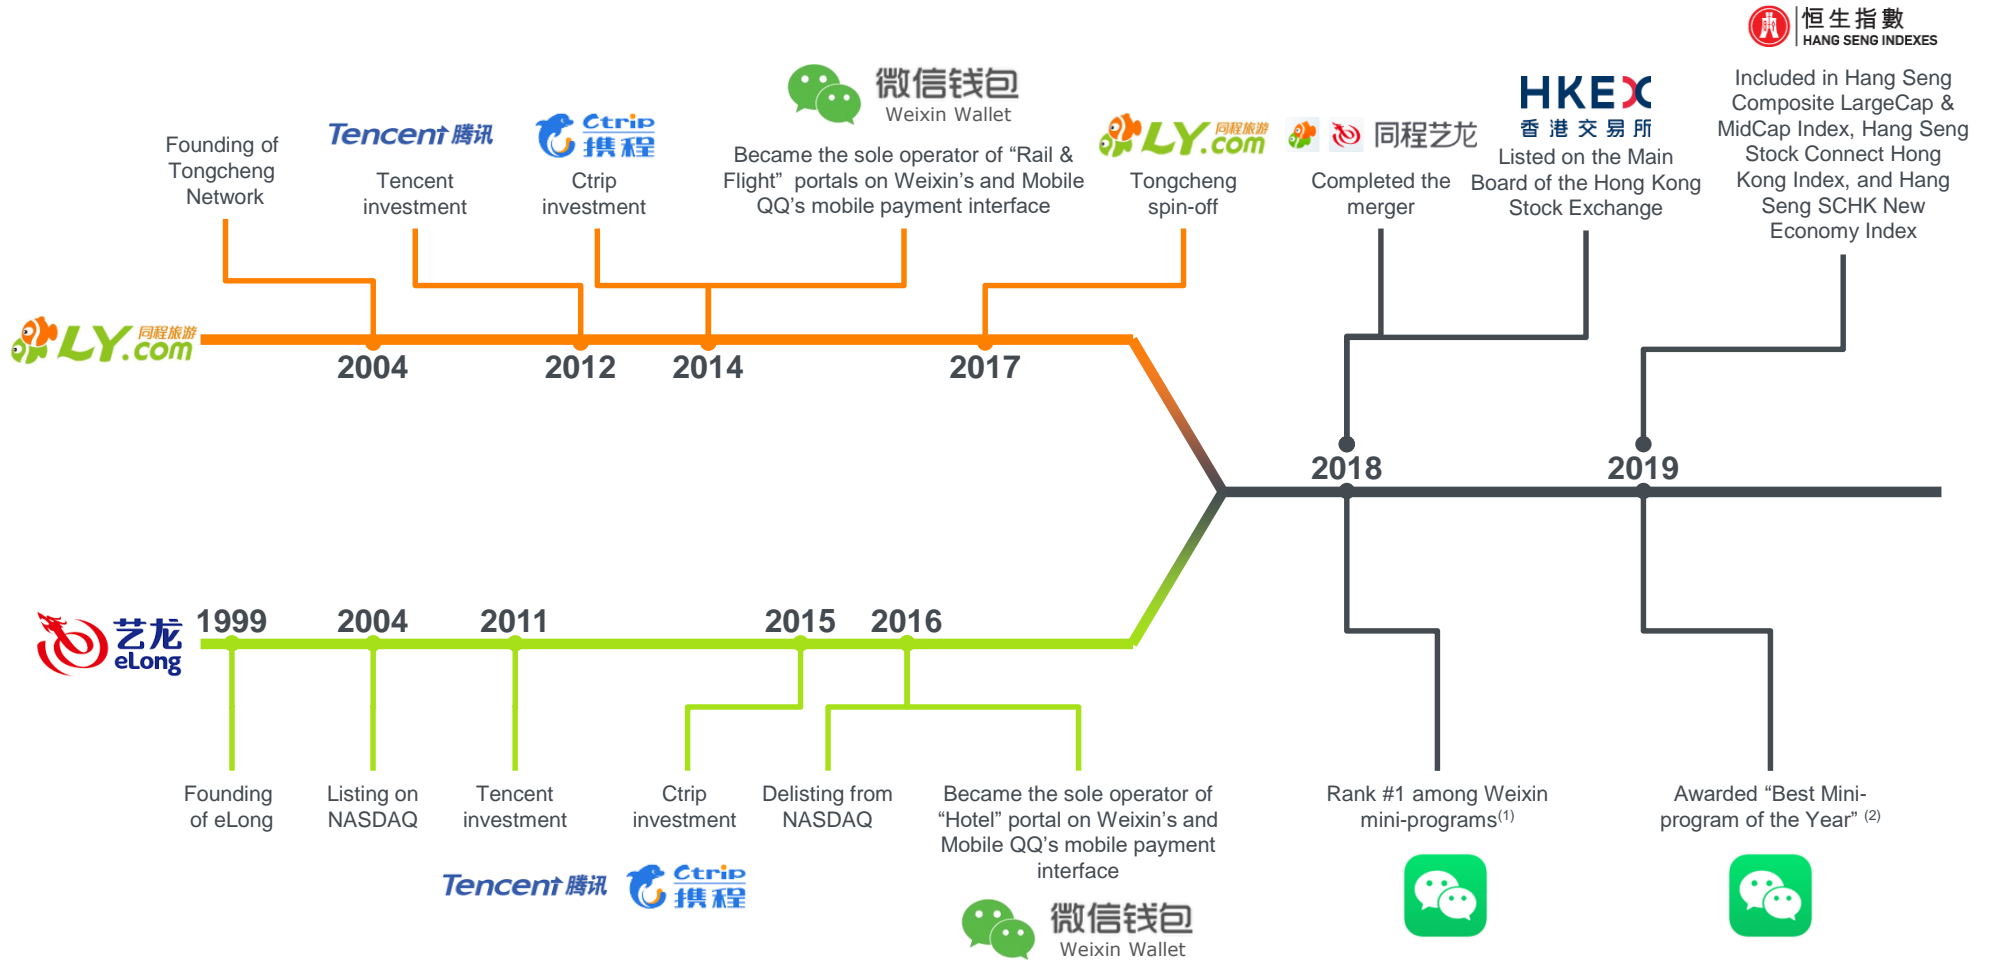 恒生指數
HANG SENG INDEXES
Included in Hang Seng
Composite LargeCap &
MidCap Index, Hang Seng
Stock Connect Hong
Kong Index, and Hang
Seng SCHK New
Economy Index
Founding of
Tongcheng
Network
Tencent 腾讯
Tencent
investment
Ctrip
携程
Ctrip
investment
微信钱包
Weixin Wallet
Became the sole operator of “Rail &
Flight” portals on Weixin’s and Mobile
QQ’s mobile payment interface
LY.com 同程旅游
Tongcheng
spin-off
同程艺龙
Completed the
merger
HKEX
香港交易所
Listed on the Main
Board of the Hong Kong
Stock Exchange
LY.com 同程旅游
2004
2012
2014
2017
2018
2019
艺龙
eLong
1999
2004
2011
2015
2016
Founding
of eLong
Listing on
NASDAQ
Tencent
investment
Tencent 腾讯
Ctrip
investment
Ctrip
携程
Delisting from
NASDAQ
Became the sole operator of
“Hotel” portal on Weixin’s and
Mobile QQ’s mobile payment
interface
微信钱包
Weixin Wallet
Rank #1 among Weixin
mini-programs(1)
Awarded “Best Mini-
program of the Year” (2)